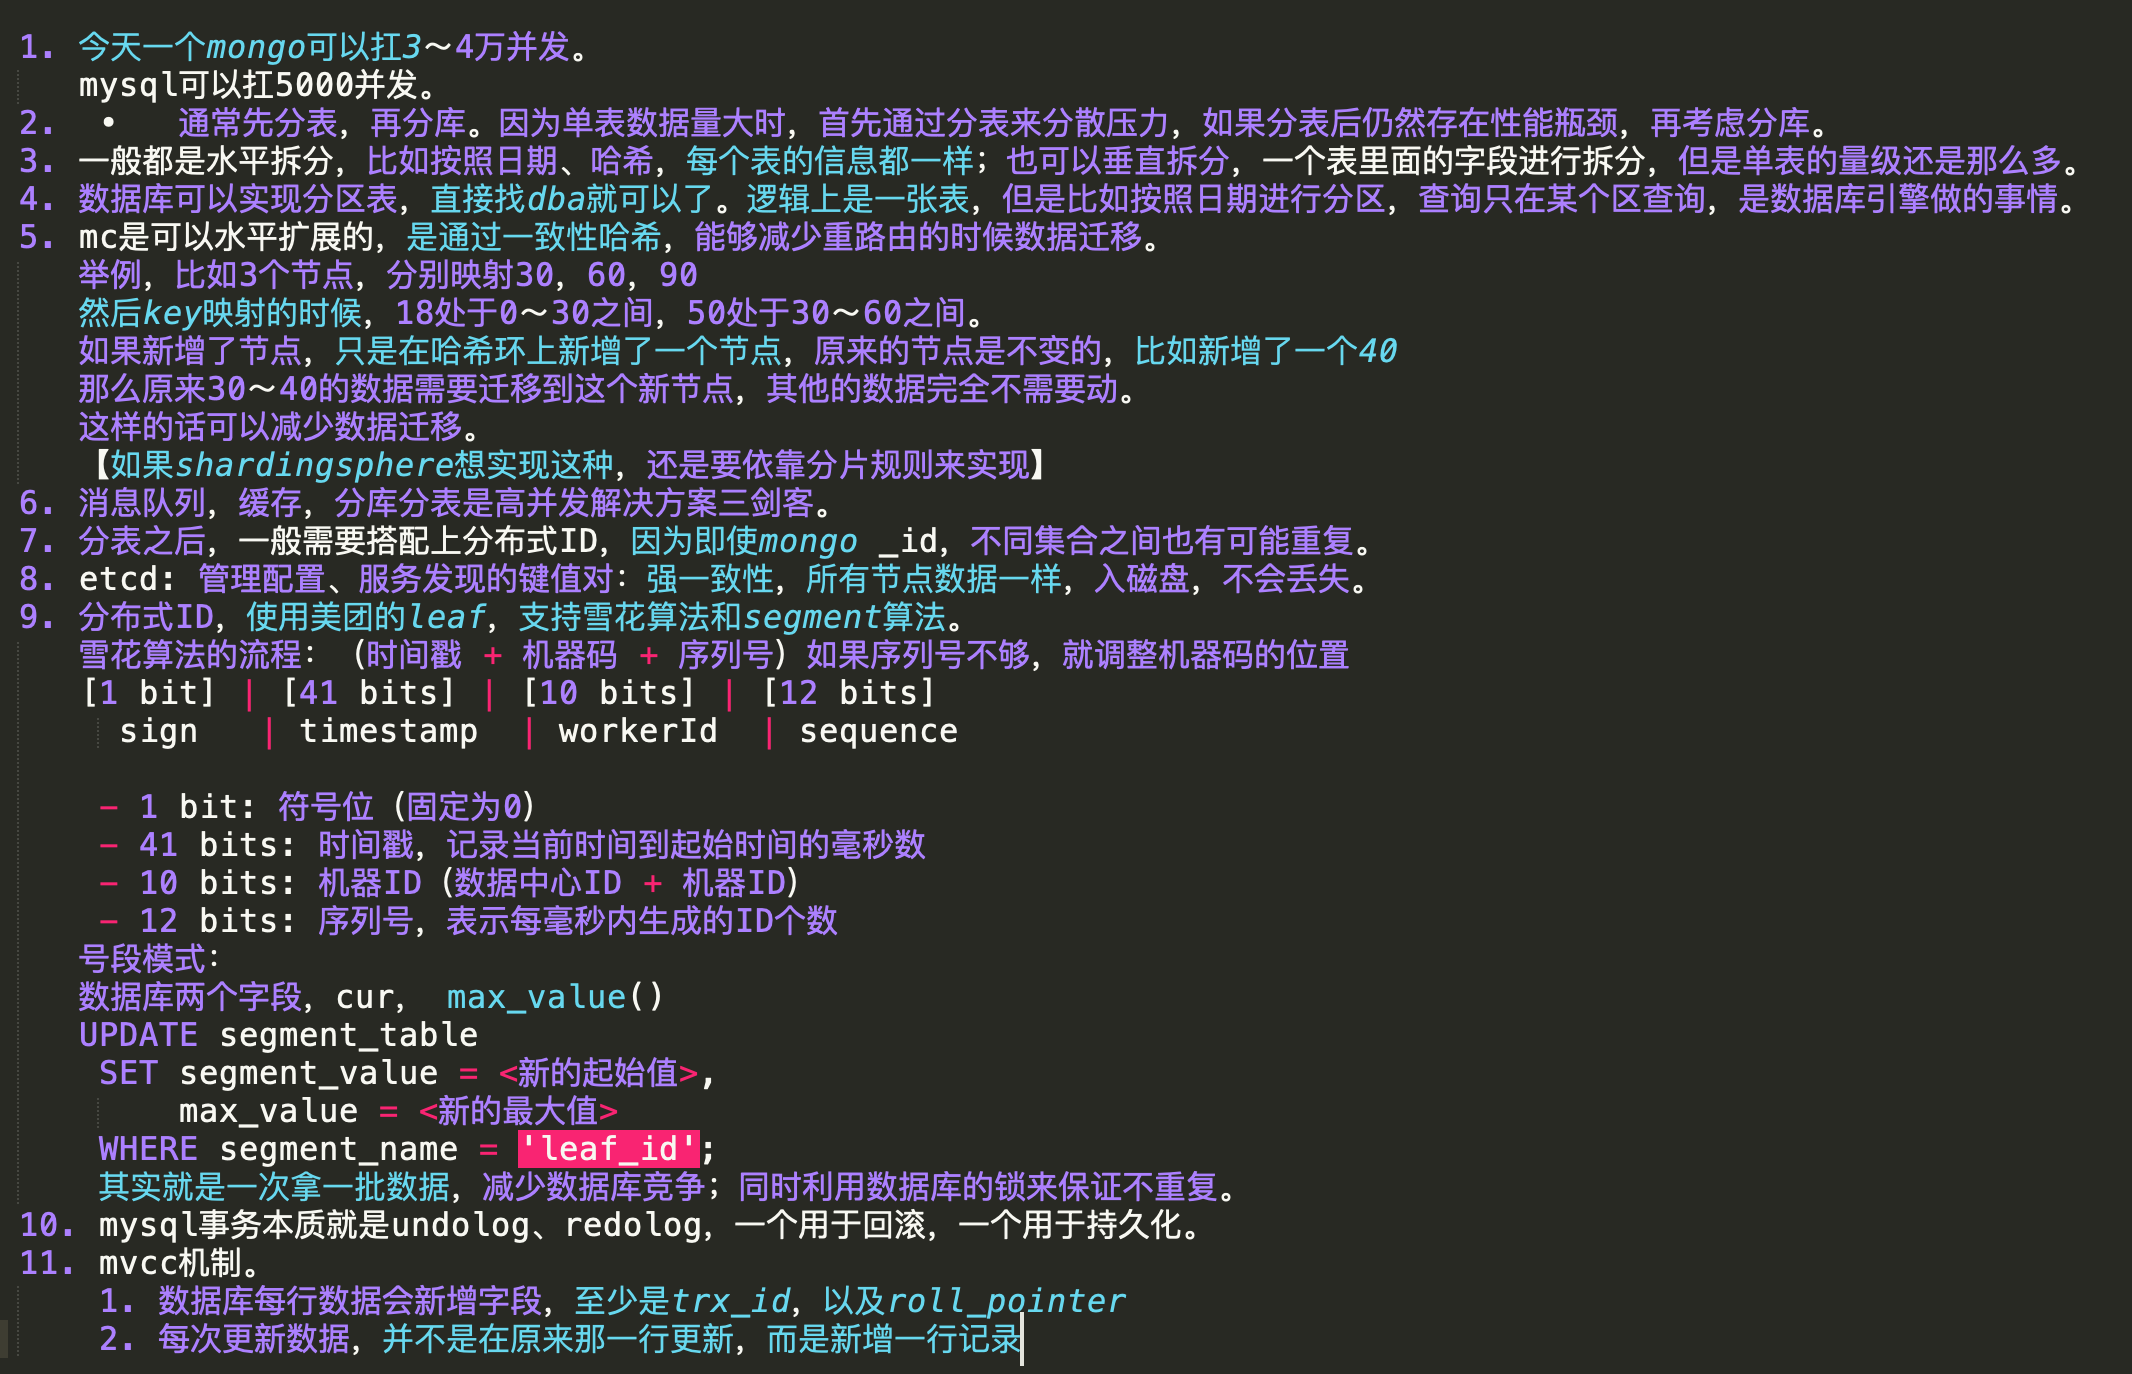 1. 今天一个mongo可以扛3～4万并发。
mysql可以扛5000并发。
2. • 通常先分表，再分库。因为单表数据量大时，首先通过分表来分散压力，如果分表后仍然存在性能瓶颈，再考虑分库。
3. 一般都是水平拆分，比如按照日期、哈希，每个表的信息都一样；也可以垂直拆分，一个表里面的字段进行拆分，但是单表的量级还是那么多。
4. 数据库可以实现分区表，直接找dba就可以了。逻辑上是一张表，但是比如按照日期进行分区，查询只在某个区查询，是数据库引擎做的事情。
5. mc是可以水平扩展的，是通过一致性哈希，能够减少重路由的时候数据迁移。
举例，比如3个节点，分别映射30，60，90
然后key映射的时候，18处于0～30之间，50处于30～60之间。
如果新增了节点，只是在哈希环上新增了一个节点，原来的节点是不变的，比如新增了一个40
那么原来30～40的数据需要迁移到这个新节点，其他的数据完全不需要动。
这样的话可以减少数据迁移。
【如果shardingsphere想实现这种，还是要依靠分片规则来实现】
6. 消息队列，缓存，分库分表是高并发解决方案三剑客。
7. 分表之后，一般需要搭配上分布式ID，因为即使mongo _id，不同集合之间也有可能重复。
8. etcd: 管理配置、服务发现的键值对：强一致性，所有节点数据一样，入磁盘，不会丢失。
9. 分布式ID，使用美团的leaf，支持雪花算法和segment算法。
雪花算法的流程：（时间戳 + 机器码 + 序列号）如果序列号不够，就调整机器码的位置
[1 bit] | [41 bits] | [10 bits] | [12 bits]
sign | timestamp | workerId | sequence
- 1 bit: 符号位（固定为0）
- 41 bits: 时间戳，记录当前时间到起始时间的毫秒数
- 10 bits: 机器ID（数据中心ID + 机器ID）
- 12 bits: 序列号，表示每毫秒内生成的ID个数
号段模式：
数据库两个字段，cur， max_value()
UPDATE segment_table
SET segment_value = <新的起始值>,
max_value = <新的最大值>
WHERE segment_name = 'leaf_id';
其实就是一次拿一批数据，减少数据库竞争；同时利用数据库的锁来保证不重复。
10. mysql事务本质就是undolog、redolog，一个用于回滚，一个用于持久化。
11. mvcc机制。
1. 数据库每行数据会新增字段，至少是trx_id，以及roll_pointer
2. 每次更新数据，并不是在原来那一行更新，而是新增一行记录